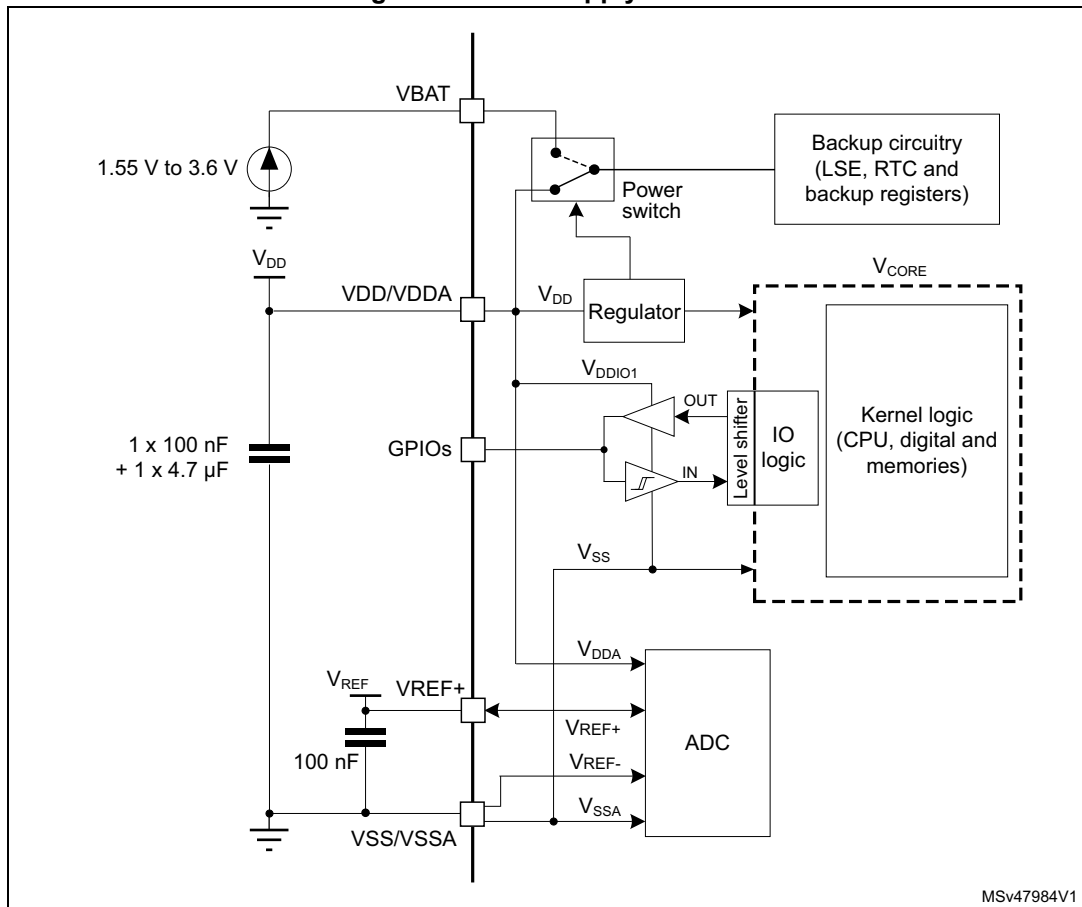 VBAT
1.55 V to 3.6 V
Power
switch
Backup circuitry
(LSE, RTC and
backup registers)
VDD
VDD/VDDA
VDD
Regulator
VCORE
VDDIO1
OUT
GPIOs
IN
Level shifter
IO
logic
Kernel logic
(CPU, digital and
memories)
1 x 100 nF
+ 1 x 4.7 µF
VSS
VDDA
VREF
VREF+
VREF+
ADC
100 nF
VREF-
VSSA
VSS/VSSA
MSv47984V1